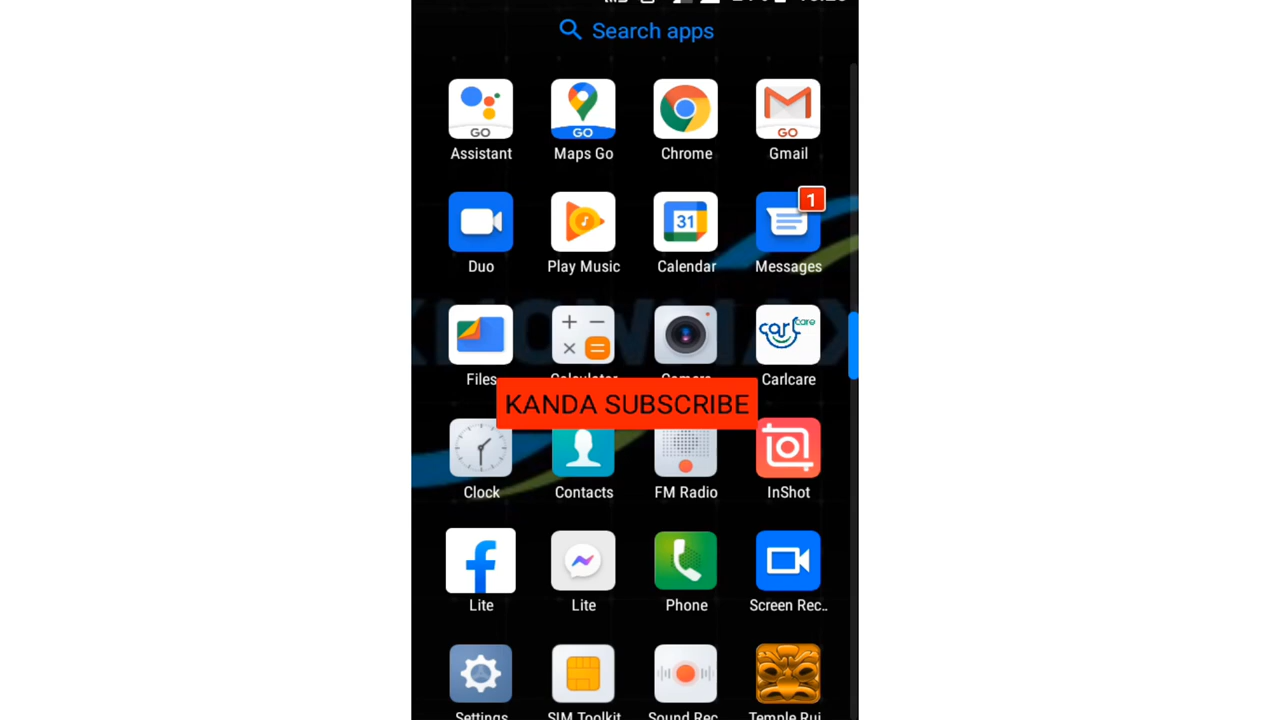 Search apps
GO GO GO
Assistant Maps Go Chrome Gmail
31 1
Duo Play Music Calendar Messages
carlcare
Files Calculator Camera Carlcare
KANDA SUBSCRIBE
Clock Contacts FM Radio InShot
Lite Lite Phone Screen Rec..
Settings SIM Toolkit Sound Rec Temple Rui